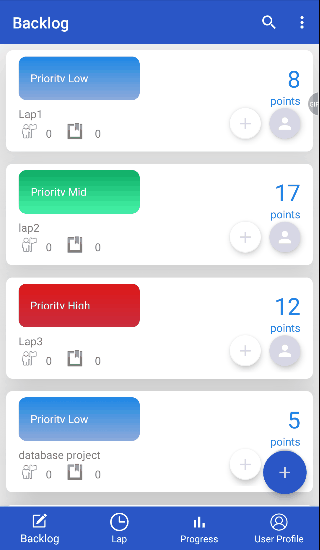 Backlog
Priority Low
8
points
Lap1
0 0
Priority Mid
17
points
lap2
0 0
Priority High
12
points
Lap3
0 0
Priority Low
5
points
database project
0 0
Backlog Lap Progress User Profile